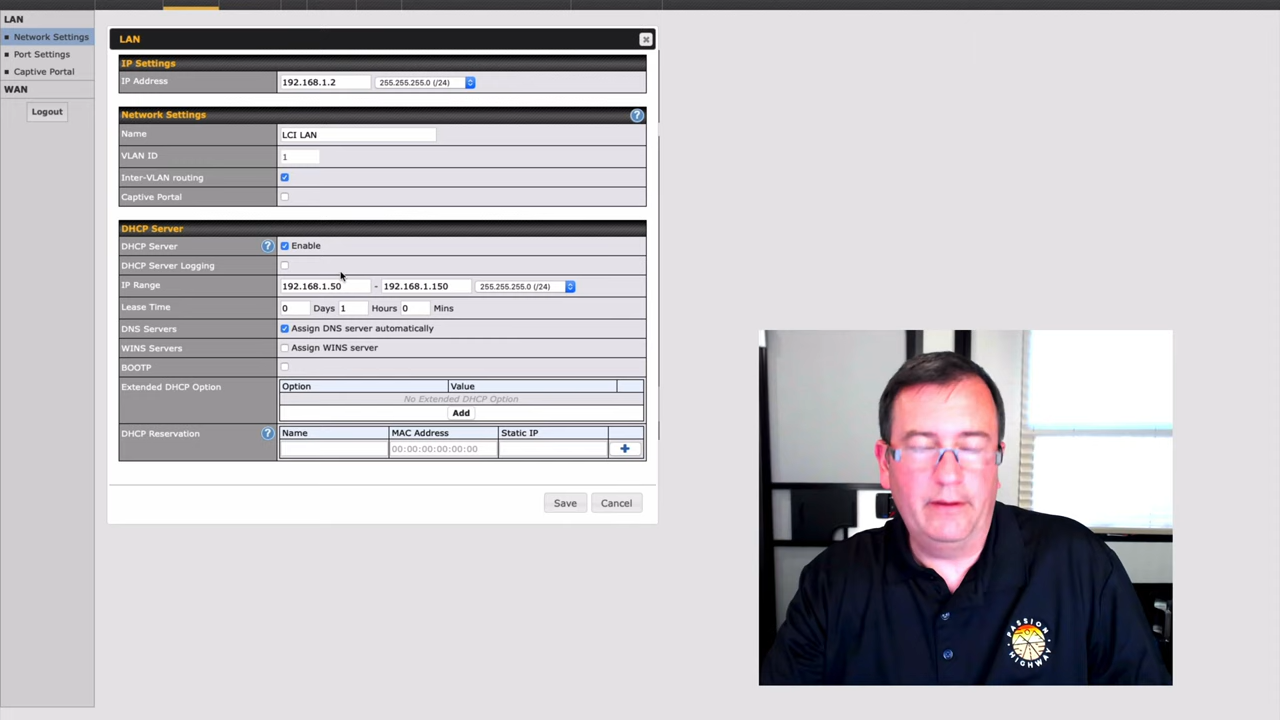 LAN
Network Settings
Port Settings
Captive Portal
WAN
Logout
LAN
IP Settings
IP Address 192.168.1.2 255.255.255.0 (/24)
Network Settings ?
Name LCI LAN
VLAN ID 1
Inter-VLAN routing
Captive Portal
DHCP Server
DHCP Server ? Enable
DHCP Server Logging
IP Range 192.168.1.50 - 192.168.1.150 255.255.255.0 (/24)
Lease Time 0 Days 1 Hours 0 Mins
DNS Servers Assign DNS server automatically
WINS Servers Assign WINS server
BOOTP
Extended DHCP Option Option Value
No Extended DHCP Option
Add
DHCP Reservation ? Name MAC Address Static IP
00:00:00:00:00:00 +
Save Cancel
PASSION
HIGHWAY